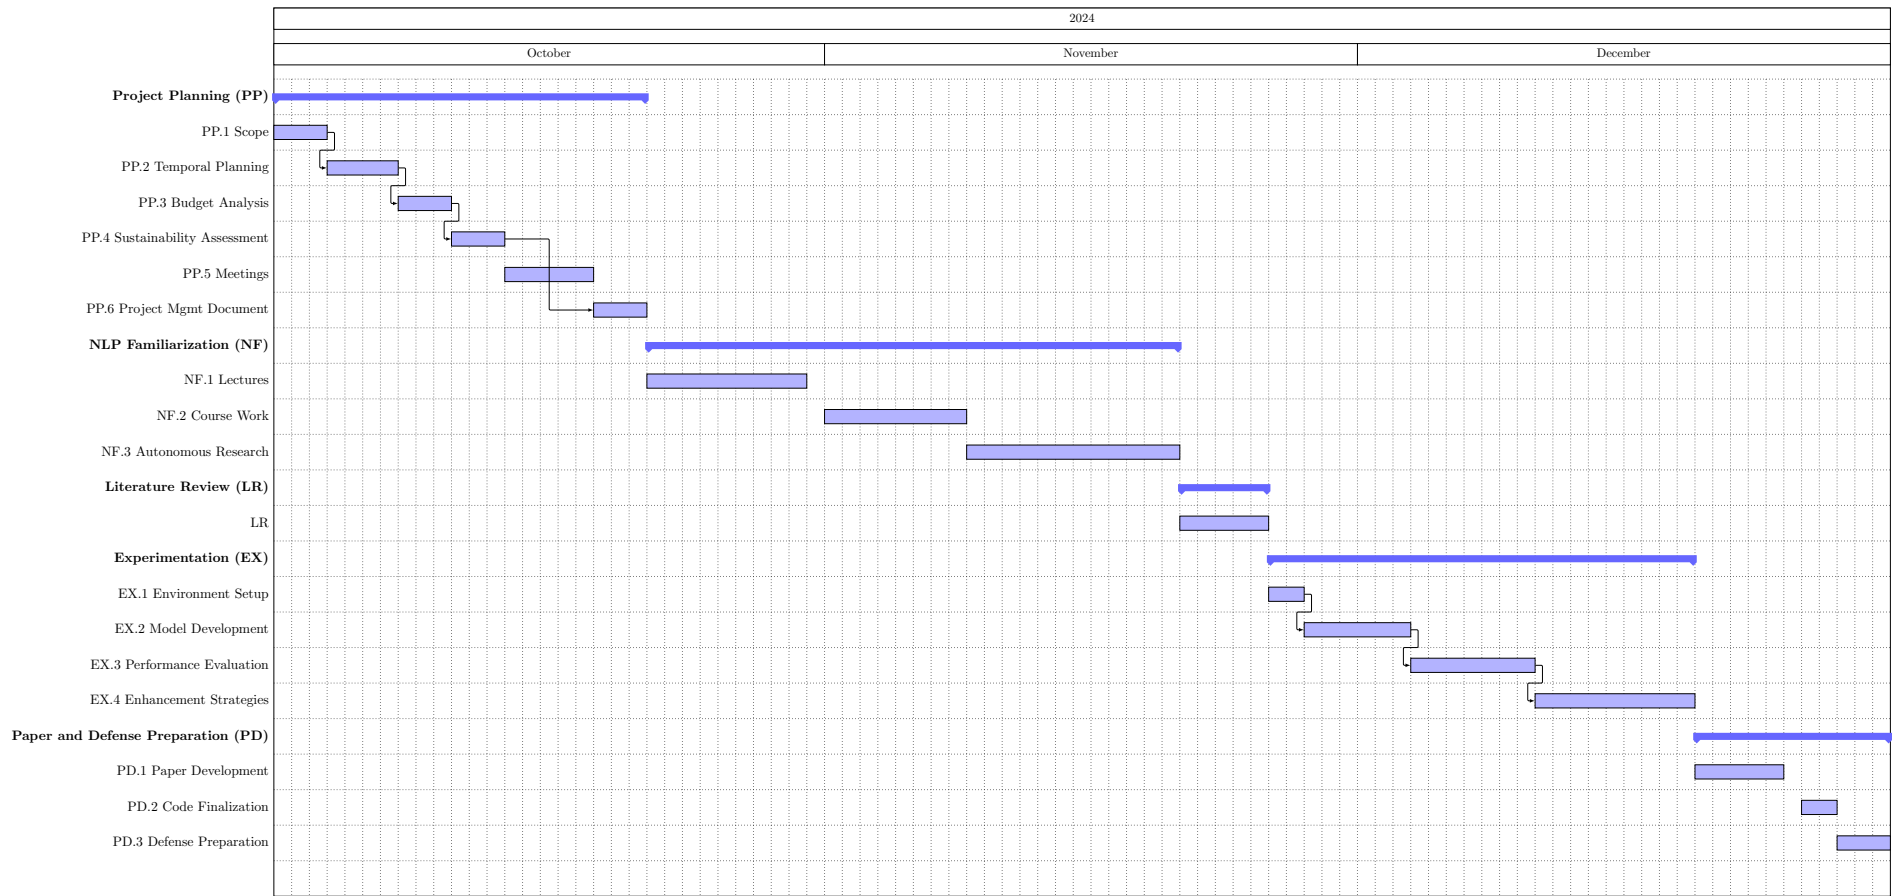 2024
October
November
December
Project Planning (PP)
PP.1 Scope
PP.2 Temporal Planning
PP.3 Budget Analysis
PP.4 Sustainability Assessment
PP.5 Meetings
PP.6 Project Mgmt Document
NLP Familiarization (NF)
NF.1 Lectures
NF.2 Course Work
NF.3 Autonomous Research
Literature Review (LR)
LR
Experimentation (EX)
EX.1 Environment Setup
EX.2 Model Development
EX.3 Performance Evaluation
EX.4 Enhancement Strategies
Paper and Defense Preparation (PD)
PD.1 Paper Development
PD.2 Code Finalization
PD.3 Defense Preparation